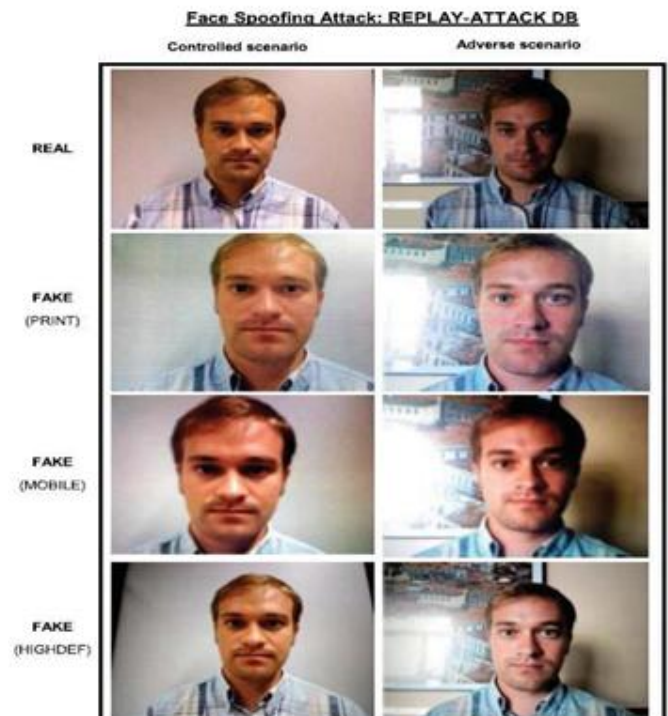 Face Spoofing Attack: REPLAY-ATTACK DB
Controlled scenario Adverse scenario
REAL
FAKE
(PRINT)
FAKE
(MOBILE)
FAKE
(HIGHDEF)